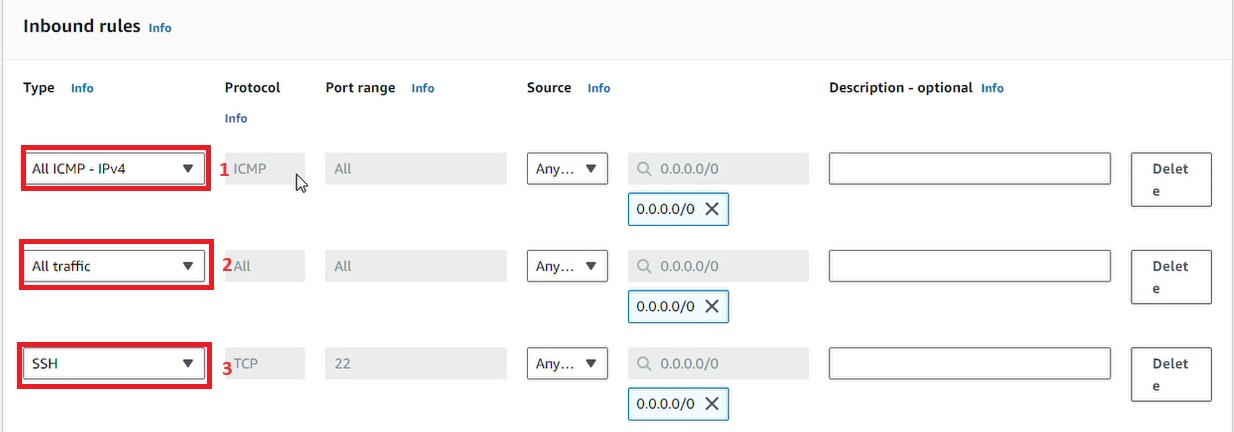 Inbound rules Info
Type Info Protocol Port range Info Source Info Description - optional Info
Info
All ICMP - IPv4 1 ICMP All Any... 0.0.0.0/0 Delet
e
0.0.0.0/0
All traffic 2 All All Any... 0.0.0.0/0 Delet
e
0.0.0.0/0
SSH 3 TCP 22 Any... 0.0.0.0/0 Delet
e
0.0.0.0/0